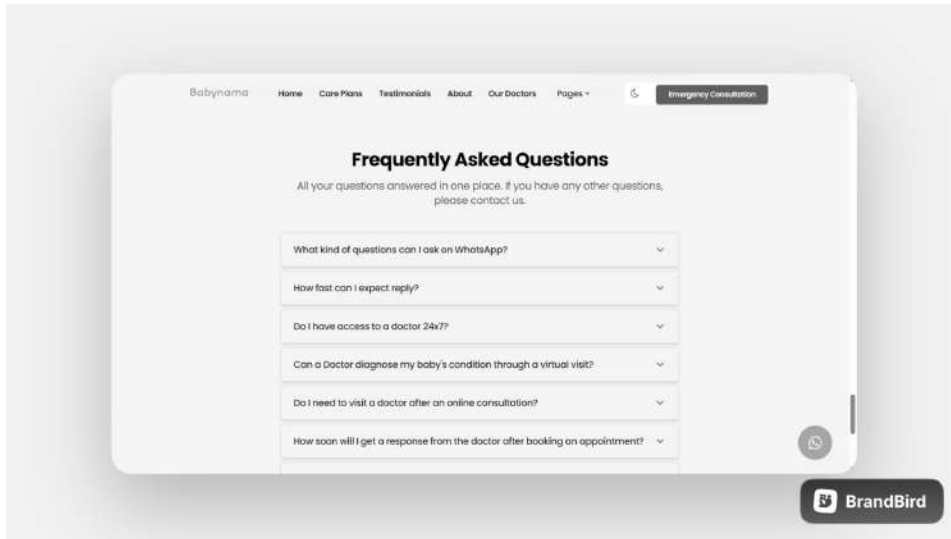 Babynama Home Care Plans Testimonials About Our Doctors Pages Emergency Consultation
Frequently Asked Questions
All your questions answered in one place. If you have any other questions,
please contact us.
What kind of questions can I ask on WhatsApp?
How fast can I expect reply?
Do I have access to a doctor 24x7?
Can a Doctor diagnose my baby's condition through a virtual visit?
Do I need to visit a doctor after an online consultation?
How soon will I get a response from the doctor after booking an appointment?
BrandBird